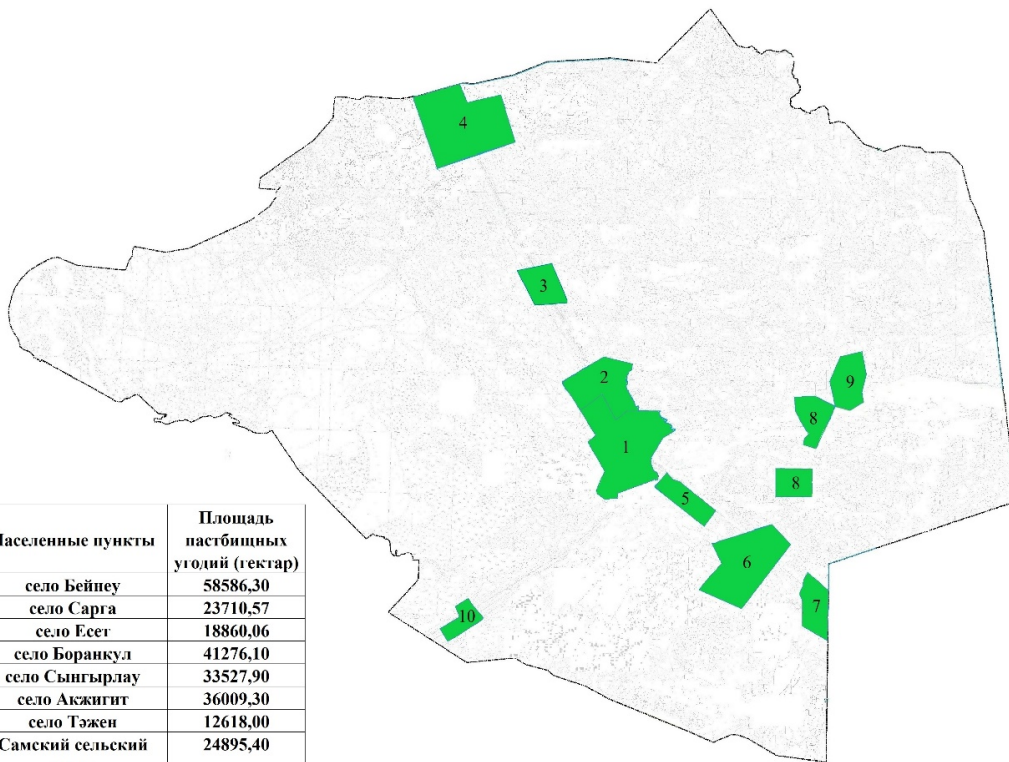 4
3
2
9
8
1
8
5
6
7
10
Населенные пункты
Площадь
пастбищных
угодий (гектар)
село Бейнеу 58586,30
село Сарга 23710,57
село Есет 18860,06
село Боранкул 41276,10
село Сынгырлау 33527,90
село Акжигит 36009,30
село Тәжен 12618,00
Самский сельский 24895,40